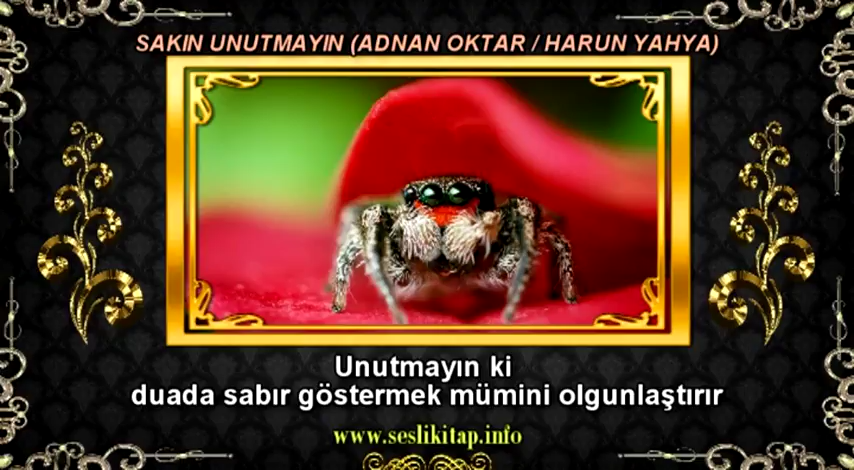 SAKIN UNUTMAYIN (ADNAN OKTAR / HARUN YAHYA)
Unutmayın ki
duada sabır göstermek mümini olgunlaştırır
www.seslikitap.info